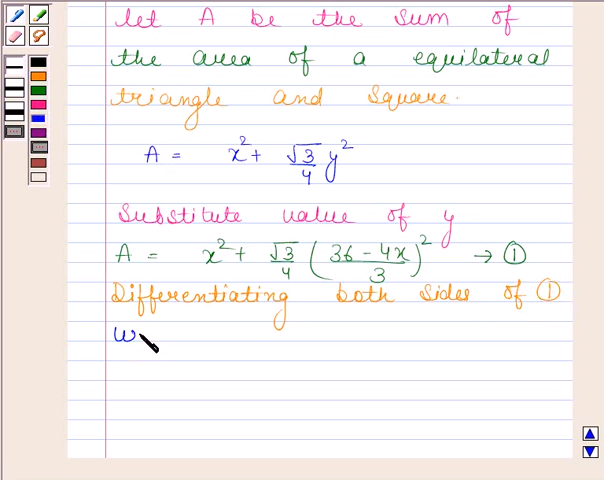 let A be the sum of
the area of a equilateral
triangle and Square.
A = x² + √3/4 y²
Substitute value of y
A = x² + √3/4 ( 36 - 4x / 3 )² → ①
Differentiating both sides of ①
w